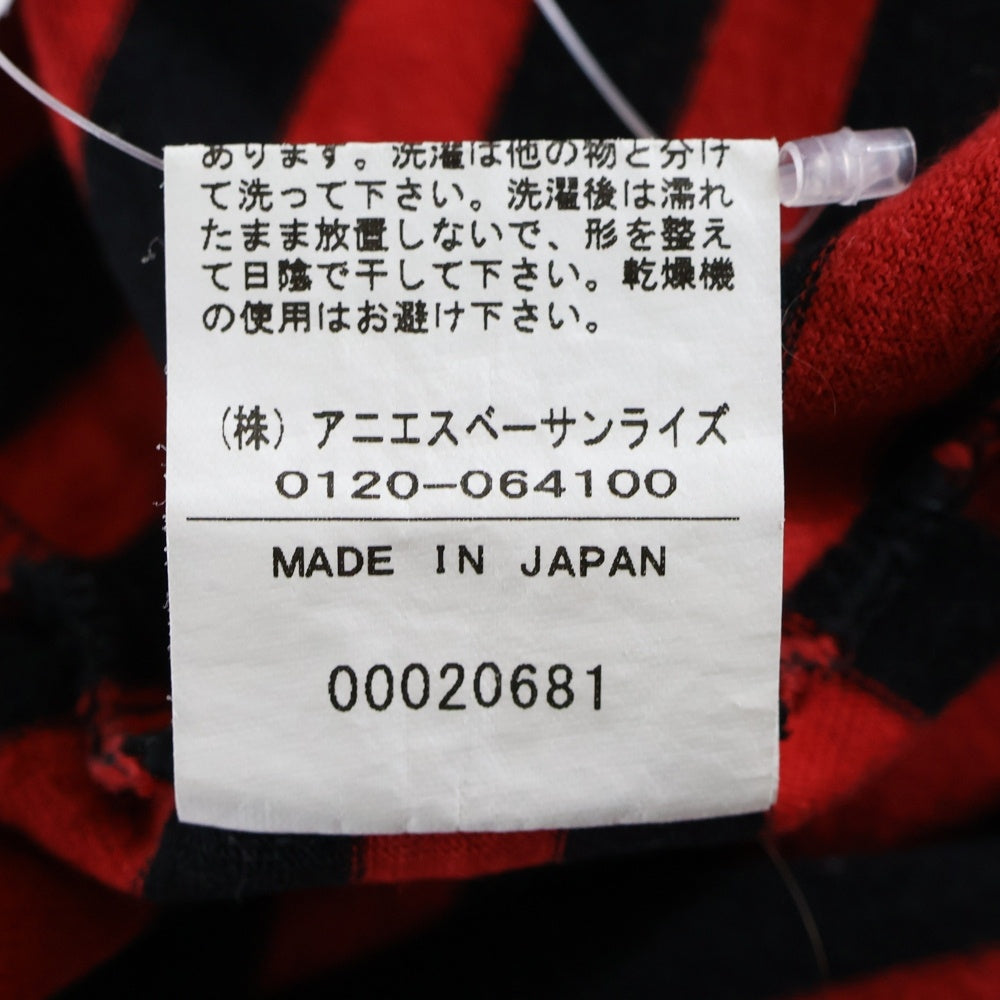 あります。洗濯は他の物と分け
て洗って下さい。洗濯後は濡れ
たまま放置しないで、形を整え
て日陰で干して下さい。乾燥機
の使用はお避け下さい。
(株) アニエスベーサンライズ
0120-064100
MADE IN JAPAN
00020681